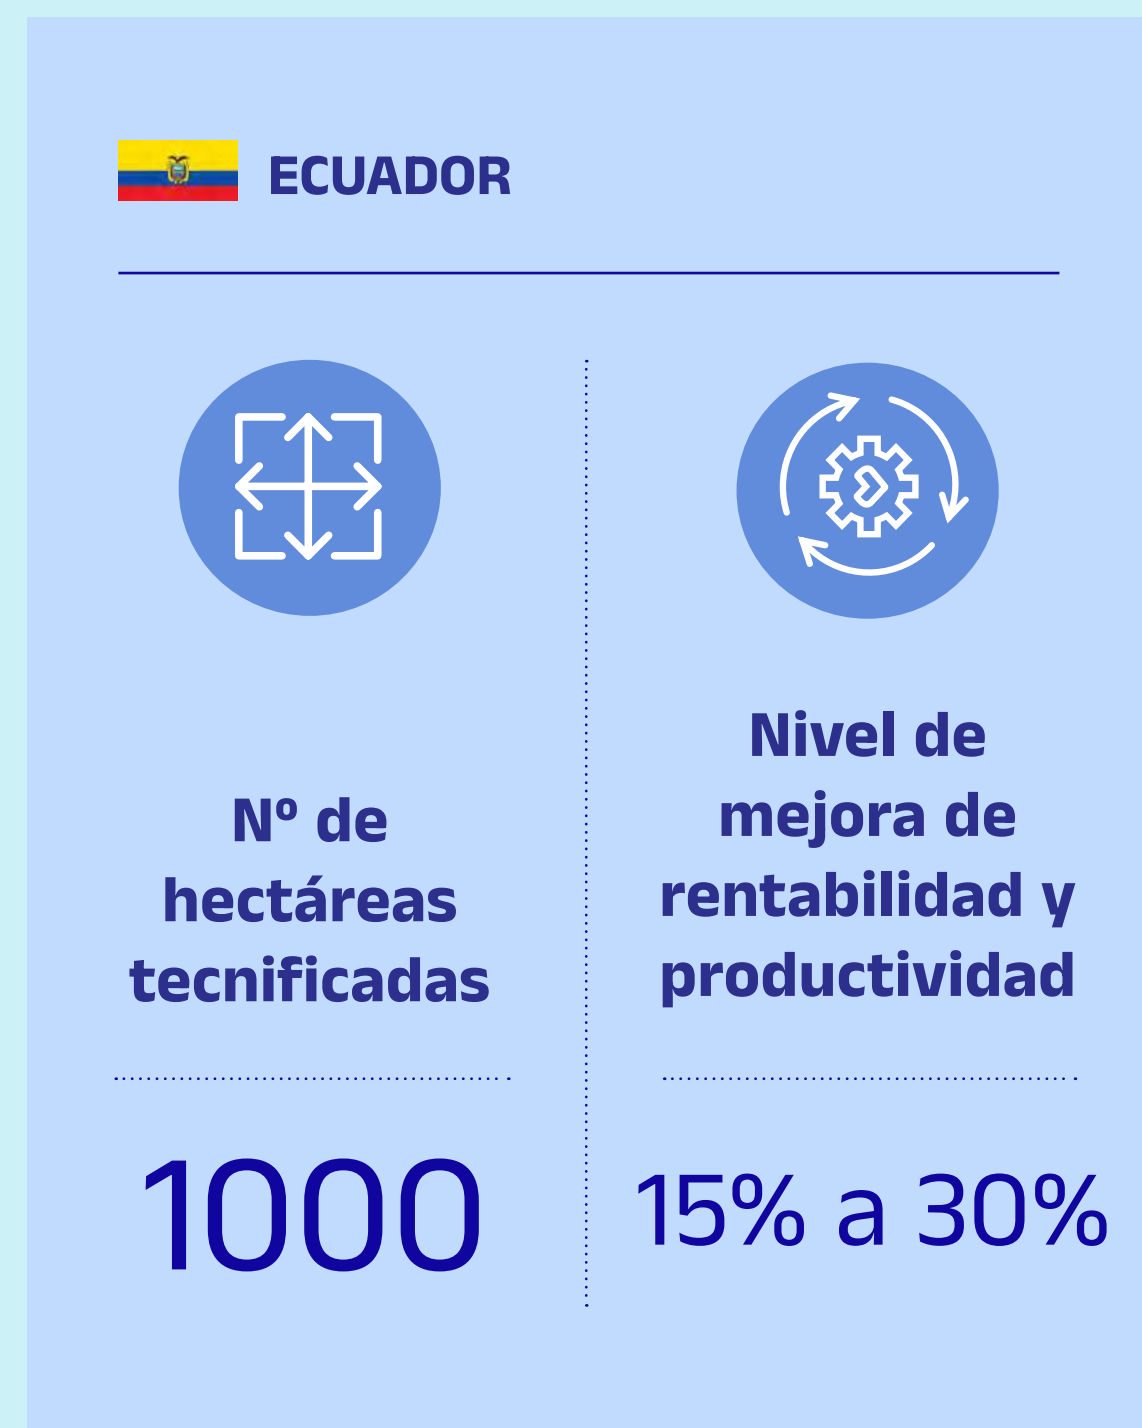 ECUADOR
Nº de
hectáreas
tecnificadas
1000
Nivel de
mejora de
rentabilidad y
productividad
15% a 30%